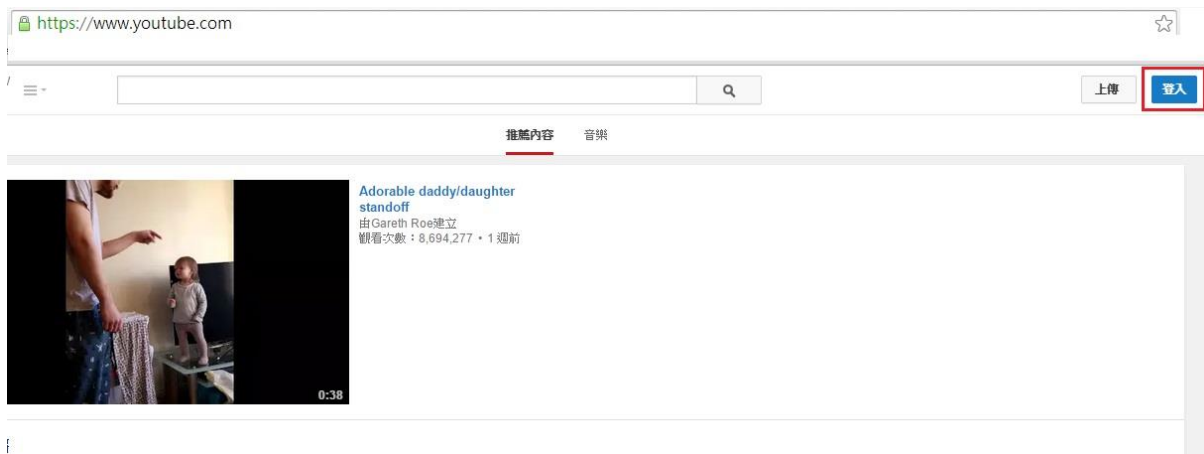 https://www.youtube.com
上傳
登入
推薦內容
音樂
Adorable daddy/daughter
standoff
由Gareth Roe建立
觀看次數：8,694,277 • 1 週前
0:38